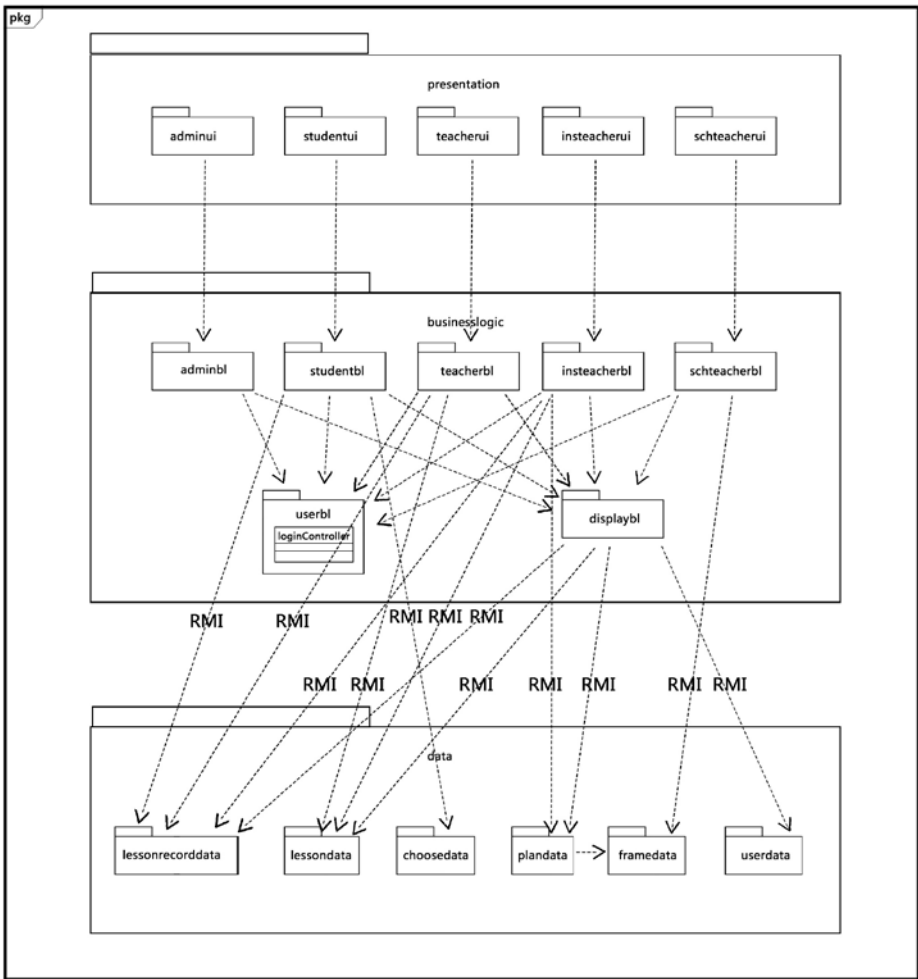 pkg
presentation
adminui
studentui
teacherui
insteacherui
schteacherui
businesslogic
adminbl
studentbl
teacherbl
insteacherbl
schteacherbl
userbl
loginController
displaybl
RMI
RMI
RMI
RMI
RMI
RMI
RMI
RMI
RMI
RMI
RMI
RMI
data
lessonrecorddata
lessondata
choosedata
plandata
framedata
userdata